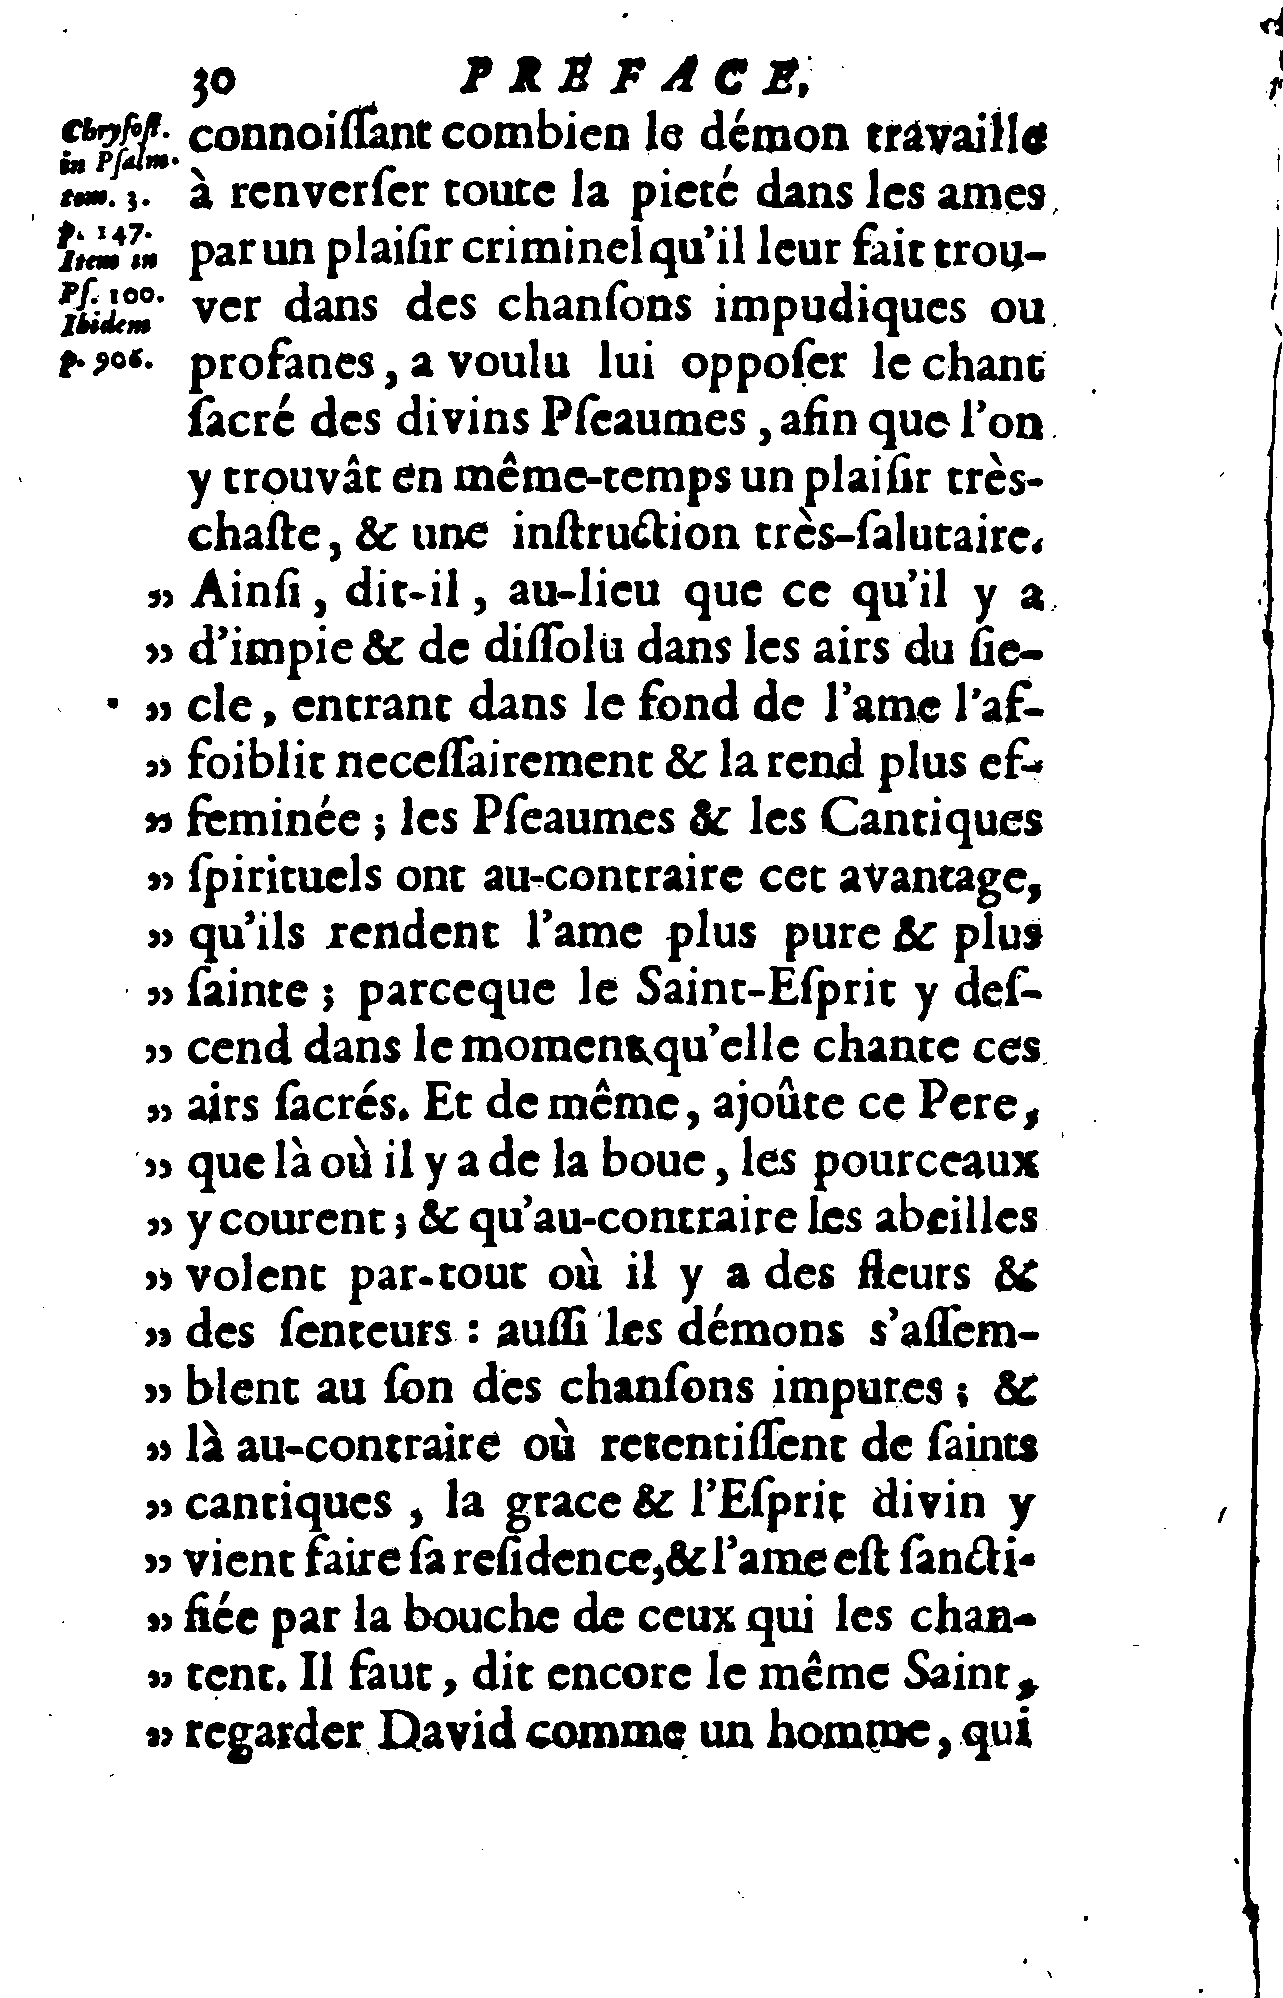 30 PREFACE,
Chrysost.
in Psalm.
tom. 3.
p. 147.
Item in
Ps. 100.
Ibidem
p. 906.
connoiſſant combien le démon travaille
à renverſer toute la pieté dans les ames
par un plaiſir criminel qu'il leur fait trou-
ver dans des chanſons impudiques ou
profanes, a voulu lui oppoſer le chant
ſacré des divins Pſeaumes, afin que l'on
y trouvât en même-temps un plaiſir très-
chaſte, & une inſtruction très-ſalutaire.
„ Ainſi, dit-il, au-lieu que ce qu'il y a
„ d'impie & de diſſolu dans les airs du ſie-
„ cle, entrant dans le fond de l'ame l'af-
„ foiblit neceſſairement & la rend plus ef-
„ feminée ; les Pſeaumes & les Cantiques
„ ſpirituels ont au-contraire cet avantage,
„ qu'ils rendent l'ame plus pure & plus
„ ſainte ; parceque le Saint-Eſprit y deſ-
„ cend dans le moment qu'elle chante ces
„ airs ſacrés. Et de même, ajoûte ce Pere,
„ que là où il y a de la boue, les pourceaux
„ y courent ; & qu'au-contraire les abeilles
„ volent par-tout où il y a des fleurs &
„ des ſenteurs : auſſi les démons s'aſſem-
„ blent au ſon des chanſons impures ; &
„ là au-contraire où retentiſſent de ſaints
„ cantiques, la grace & l'Eſprit divin y
„ vient faire ſa reſidence, & l'ame eſt ſancti-
„ fiée par la bouche de ceux qui les chan-
„ tent. Il faut, dit encore le même Saint,
„ regarder David comme un homme, qui